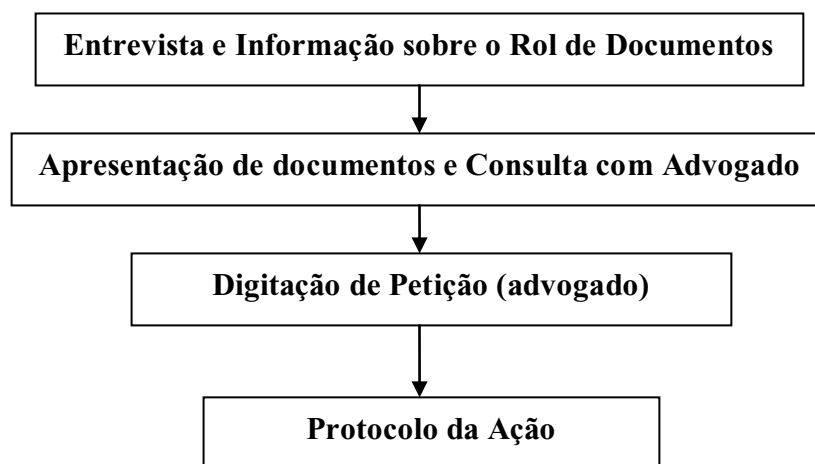 Entrevista e Informação sobre o Rol de Documentos
Apresentação de documentos e Consulta com Advogado
Digitação de Petição (advogado)
Protocolo da Ação